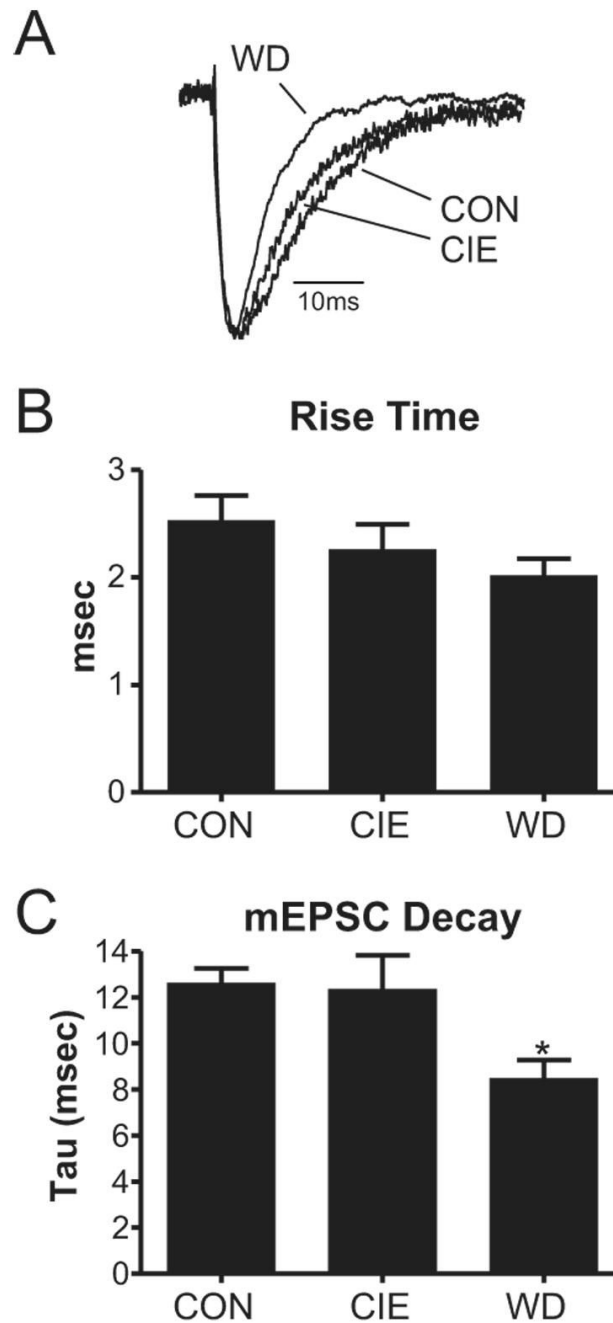 A
WD
CON
CIE
10ms
B
Rise Time
msec
3
2
1
0
CON CIE WD
C
mEPSC Decay
Tau (msec)
14
12
10
8
6
4
2
0
*
CON CIE WD